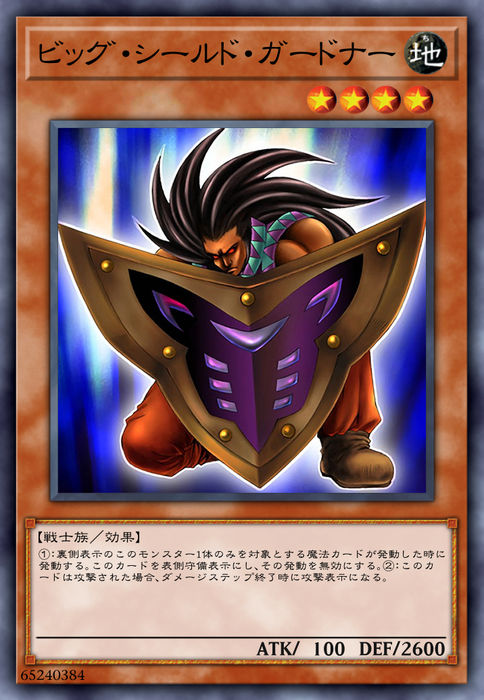 ビッグ・シールド・ガードナー
地
ち
【戦士族／効果】
①：裏側表示のこのモンスター1体のみを対象とする魔法カードが発動した時に
発動する。このカードを表側守備表示にし、その発動を無効にする。②：このカ
ードは攻撃された場合、ダメージステップ終了時に攻撃表示になる。
ATK/ 100 DEF/2600
65240384